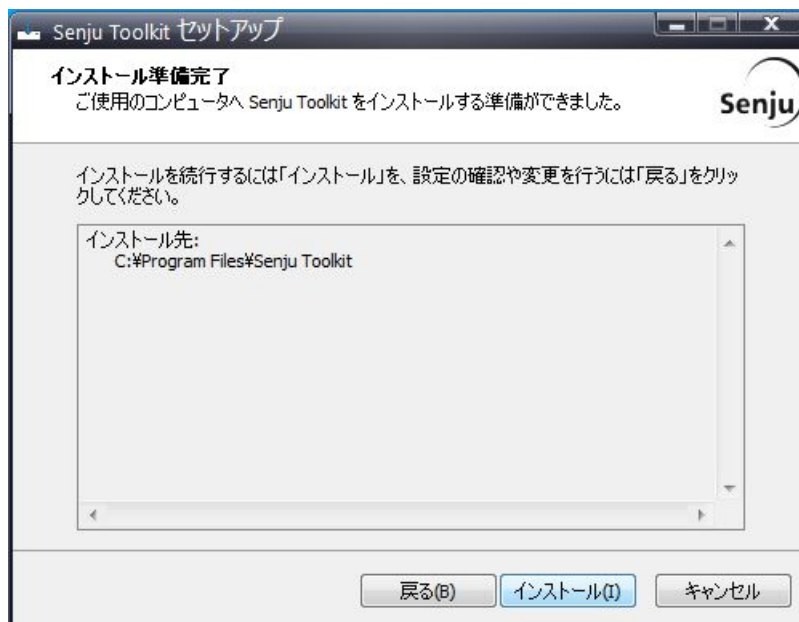 Senju Toolkit セットアップ
インストール準備完了
ご使用のコンピュータへ Senju Toolkit をインストールする準備ができました。
Senju
インストールを続行するには「インストール」を、設定の確認や変更を行うには「戻る」をクリッ
クしてください。
インストール先:
C:¥Program Files¥Senju Toolkit
戻る(B)
インストール(I)
キャンセル